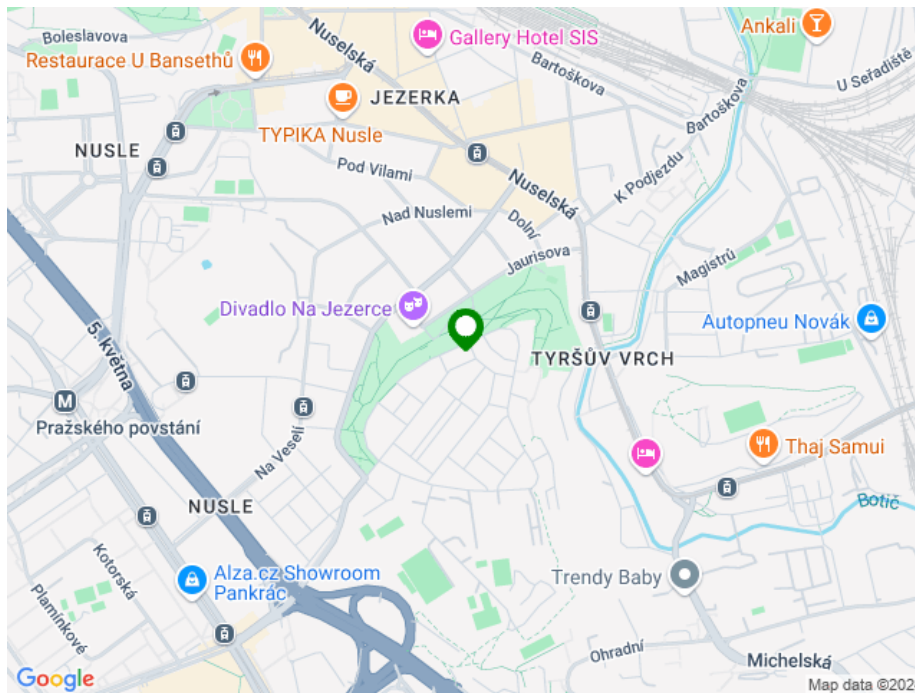 Boleslavova
Nuselská
Gallery Hotel SIS
Ankali
Restaurace U Bansethů
Bartoškova
U Seřadiště
JEZERKA
TYPIKA Nusle
Bartoškova
NUSLE
Pod Vilami
Nuselská
K Podjezdu
Nad Nuslemi
Dolní
Jaurisova
Magistrů
Divadlo Na Jezerce
Autopneu Novák
5. května
TYRŠŮV VRCH
M
Pražského povstání
Na Veselí
Thaj Samui
NUSLE
Botič
Kotorská
Plamínkové
Alza.cz Showroom
Pankrác
Trendy Baby
Ohradní
Michelská
Google
Map data ©202